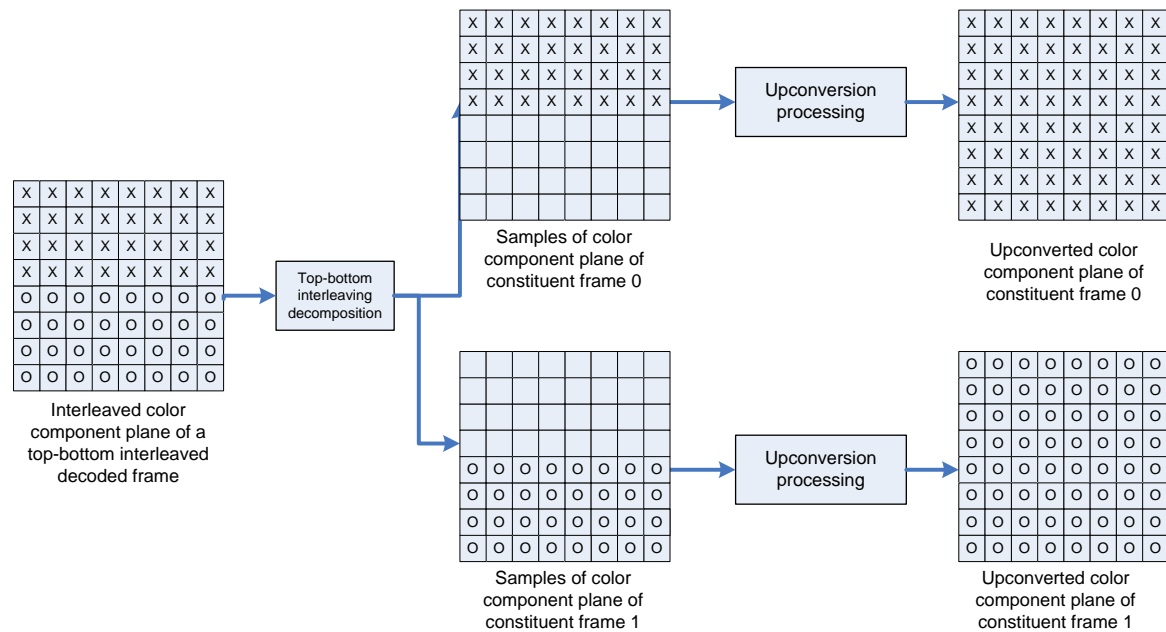 X X X X X X X X
X X X X X X X X
X X X X X X X X
X X X X X X X X
Samples of color
component plane of
constituent frame 0
Upconversion
processing
X X X X X X X X
X X X X X X X X
X X X X X X X X
X X X X X X X X
X X X X X X X X
X X X X X X X X
X X X X X X X X
X X X X X X X X
Upconverted color
component plane of
constituent frame 0
X X X X X X X X
X X X X X X X X
X X X X X X X X
X X X X X X X X
O O O O O O O O
O O O O O O O O
O O O O O O O O
O O O O O O O O
Interleaved color
component plane of a
top-bottom interleaved
decoded frame
Top-bottom
interleaving
decomposition
O O O O O O O O
O O O O O O O O
O O O O O O O O
O O O O O O O O
Samples of color
component plane of
constituent frame 1
Upconversion
processing
O O O O O O O O
O O O O O O O O
O O O O O O O O
O O O O O O O O
O O O O O O O O
O O O O O O O O
O O O O O O O O
O O O O O O O O
Upconverted color
component plane of
constituent frame 1